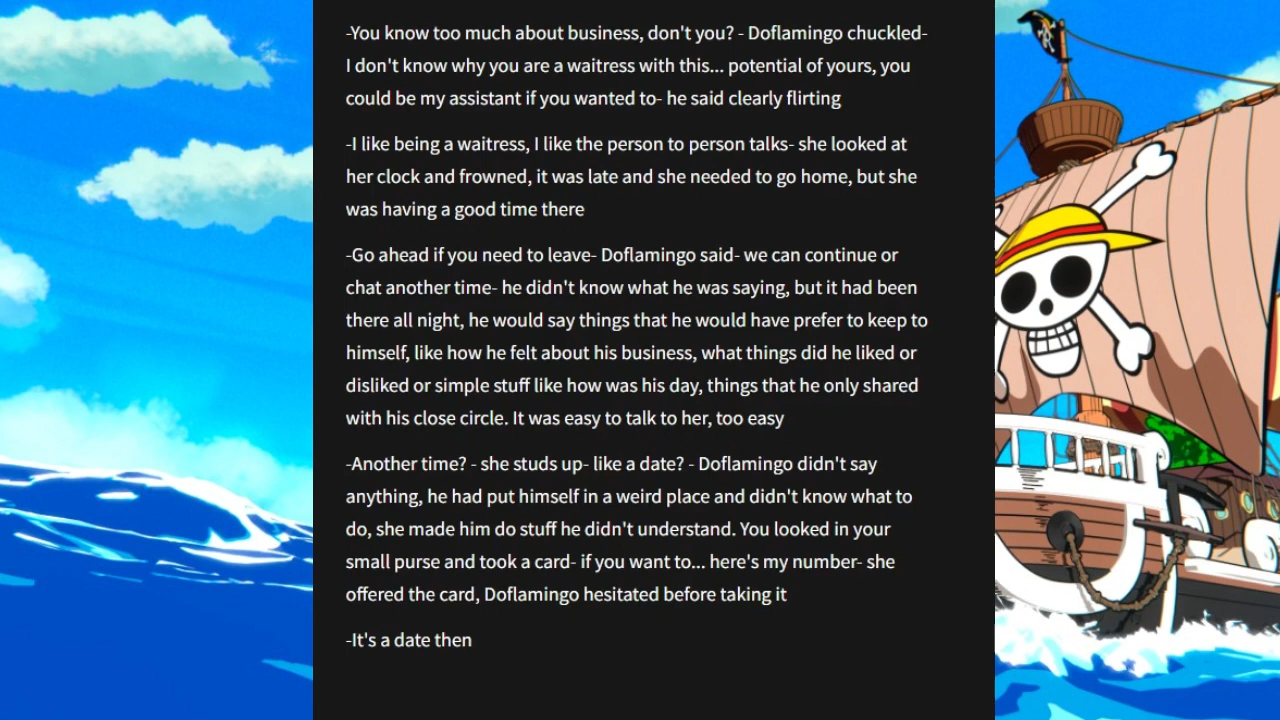 -You know too much about business, don't you? - Doflamingo chuckled-
I don't know why you are a waitress with this... potential of yours, you
could be my assistant if you wanted to- he said clearly flirting
-I like being a waitress, I like the person to person talks- she looked at
her clock and frowned, it was late and she needed to go home, but she
was having a good time there
-Go ahead if you need to leave- Doflamingo said- we can continue or
chat another time- he didn't know what he was saying, but it had been
there all night, he would say things that he would have prefer to keep to
himself, like how he felt about his business, what things did he liked or
disliked or simple stuff like how was his day, things that he only shared
with his close circle. It was easy to talk to her, too easy
-Another time? - she studs up- like a date? - Doflamingo didn't say
anything, he had put himself in a weird place and didn't know what to
do, she made him do stuff he didn't understand. You looked in your
small purse and took a card- if you want to... here's my number- she
offered the card, Doflamingo hesitated before taking it
-It's a date then